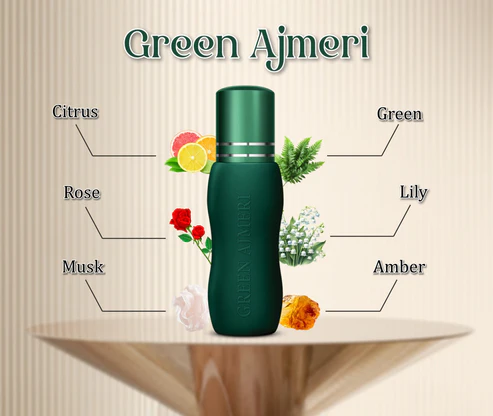 Green Ajmeri
Citrus
Green
Rose
Lily
Musk
Amber
GREEN AJMERI